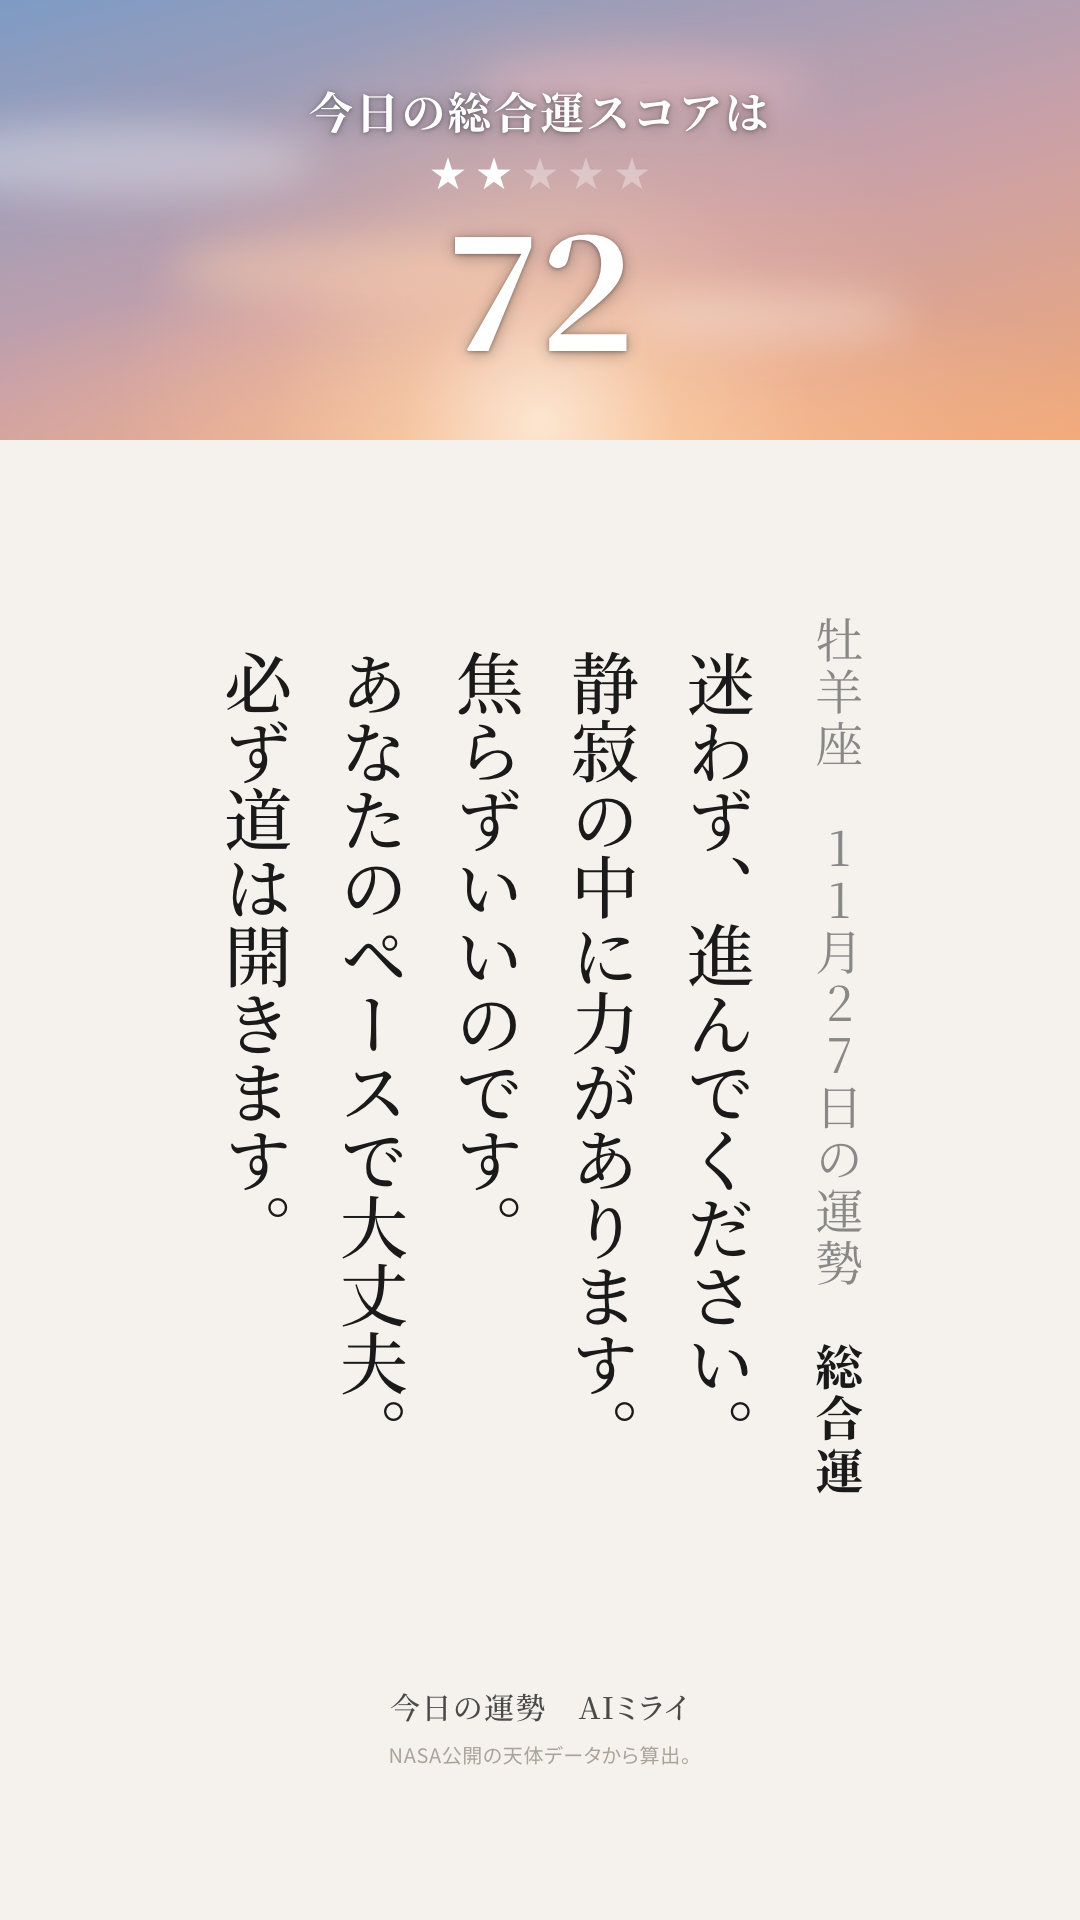 今日の総合運スコアは
★★★★★
72
牡羊座　11月27日の運勢　総合運
迷わず、進んでください。
静寂の中に力があります。
焦らずいいのです。
あなたのペースで大丈夫。
必ず道は開きます。
今日の運勢　AIミライ
NASA公開の天体データから算出。